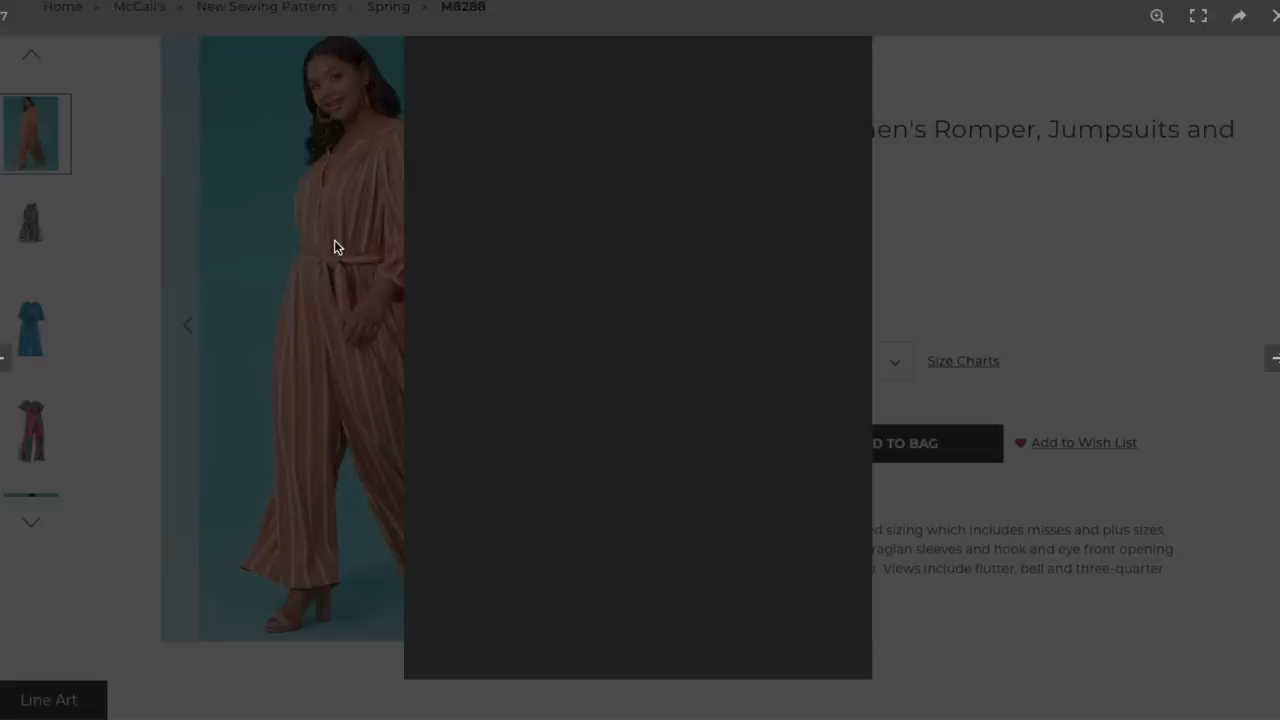 7
Home > McCall's > New Sewing Patterns > Spring > M8288
en's Romper, Jumpsuits and
Size Charts
D TO BAG
Add to Wish List
ed sizing which includes misses and plus sizes
raglan sleeves and hook and eye front opening.
r Views include flutter, bell and three-quarter
Line Art